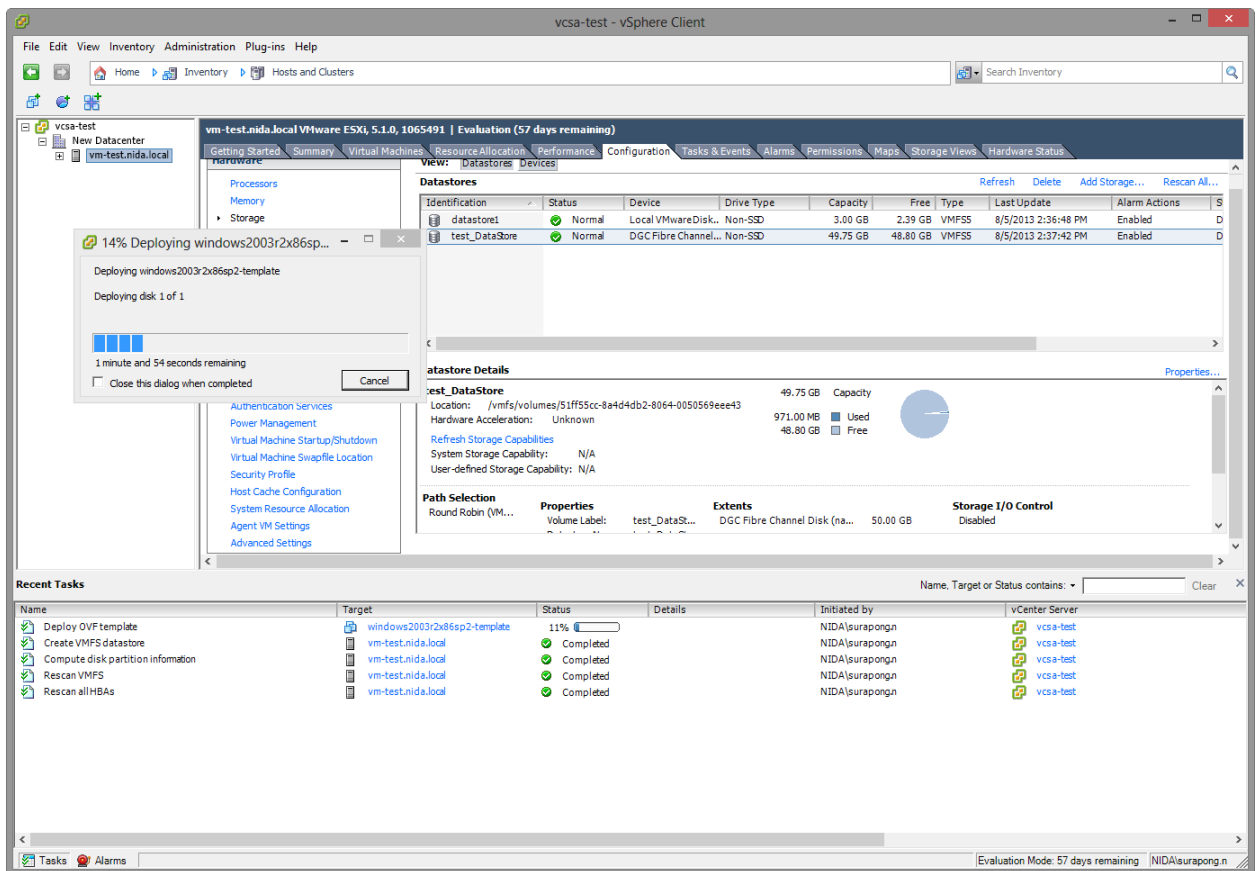 vcsa-test - vSphere Client
File Edit View Inventory Administration Plug-ins Help
Home Inventory Hosts and Clusters
Search Inventory
vcsa-test
New Datacenter
vm-test.nida.local
vm-test.nida.local VMware ESXi, 5.1.0, 1065491 | Evaluation (57 days remaining)
Getting Started Summary Virtual Machines Resource Allocation Performance Configuration Tasks & Events Alarms Permissions Maps Storage Views Hardware Status
Hardware
Processors
Memory
Storage
View: Datastores Devices
Datastores
Refresh Delete Add Storage... Rescan All...
Identification Status Device Drive Type Capacity Free Type Last Update Alarm Actions S
datastore1 Normal Local VMware Disk... Non-SSD 3.00 GB 2.39 GB VMFS5 8/5/2013 2:36:48 PM Enabled D
test_DataStore Normal DGC Fibre Channel... Non-SSD 49.75 GB 48.80 GB VMFS5 8/5/2013 2:37:42 PM Enabled D
14% Deploying windows2003r2x86sp...
Deploying windows2003r2x86sp2-template
Deploying disk 1 of 1
1 minute and 54 seconds remaining
Close this dialog when completed
Cancel
Authentication Services
Power Management
Virtual Machine Startup/Shutdown
Virtual Machine Swapfile Location
Security Profile
Host Cache Configuration
System Resource Allocation
Agent VM Settings
Advanced Settings
atastore Details
Properties...
test_DataStore
Location: /vmfs/volumes/51ff55cc-8a4d4db2-8064-0050569eee43
Hardware Acceleration: Unknown
49.75 GB Capacity
971.00 MB Used
48.80 GB Free
Refresh Storage Capabilities
System Storage Capability: N/A
User-defined Storage Capability: N/A
Path Selection
Round Robin (VM...
Properties
Volume Label: test_DataSt...
Extents
DGC Fibre Channel Disk (na... 50.00 GB
Storage I/O Control
Disabled
Recent Tasks
Name, Target or Status contains:
Clear
Name Target Status Details Initiated by vCenter Server
Deploy OVF template windows2003r2x86sp2-template 11% NIDA\surapong.n vcsa-test
Create VMFS datastore vm-test.nida.local Completed NIDA\surapong.n vcsa-test
Compute disk partition information vm-test.nida.local Completed NIDA\surapong.n vcsa-test
Rescan VMFS vm-test.nida.local Completed NIDA\surapong.n vcsa-test
Rescan all HBAs vm-test.nida.local Completed NIDA\surapong.n vcsa-test
Tasks Alarms
Evaluation Mode: 57 days remaining NIDA\surapong.n